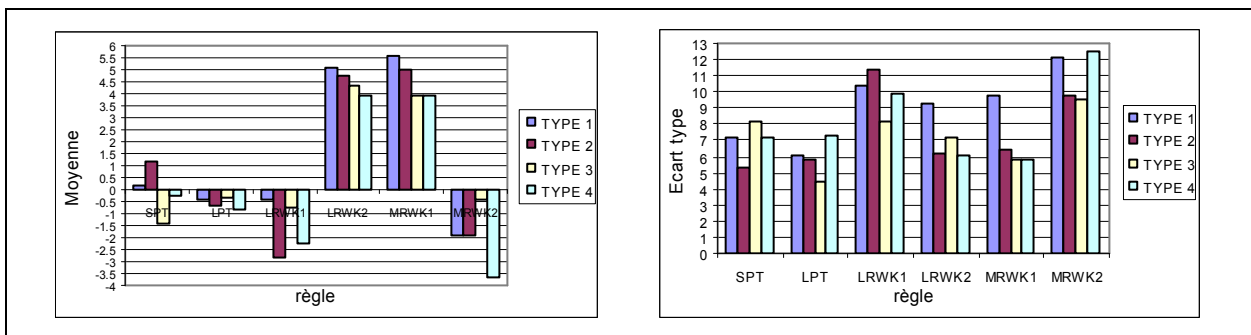 Moyenne
6
5.5
5
4.5
4
3.5
3
2.5
2
1.5
1
0.5
0
-0.5
-1
-1.5
-2
-2.5
-3
-3.5
-4
SPT LPT LRWK1 LRWK2 MRWK1 MRWK2
règle
TYPE 1
TYPE 2
TYPE 3
TYPE 4
Ecart type
13
12
11
10
9
8
7
6
5
4
3
2
1
0
SPT LPT LRWK1 LRWK2 MRWK1 MRWK2
règle
TYPE 1
TYPE 2
TYPE 3
TYPE 4